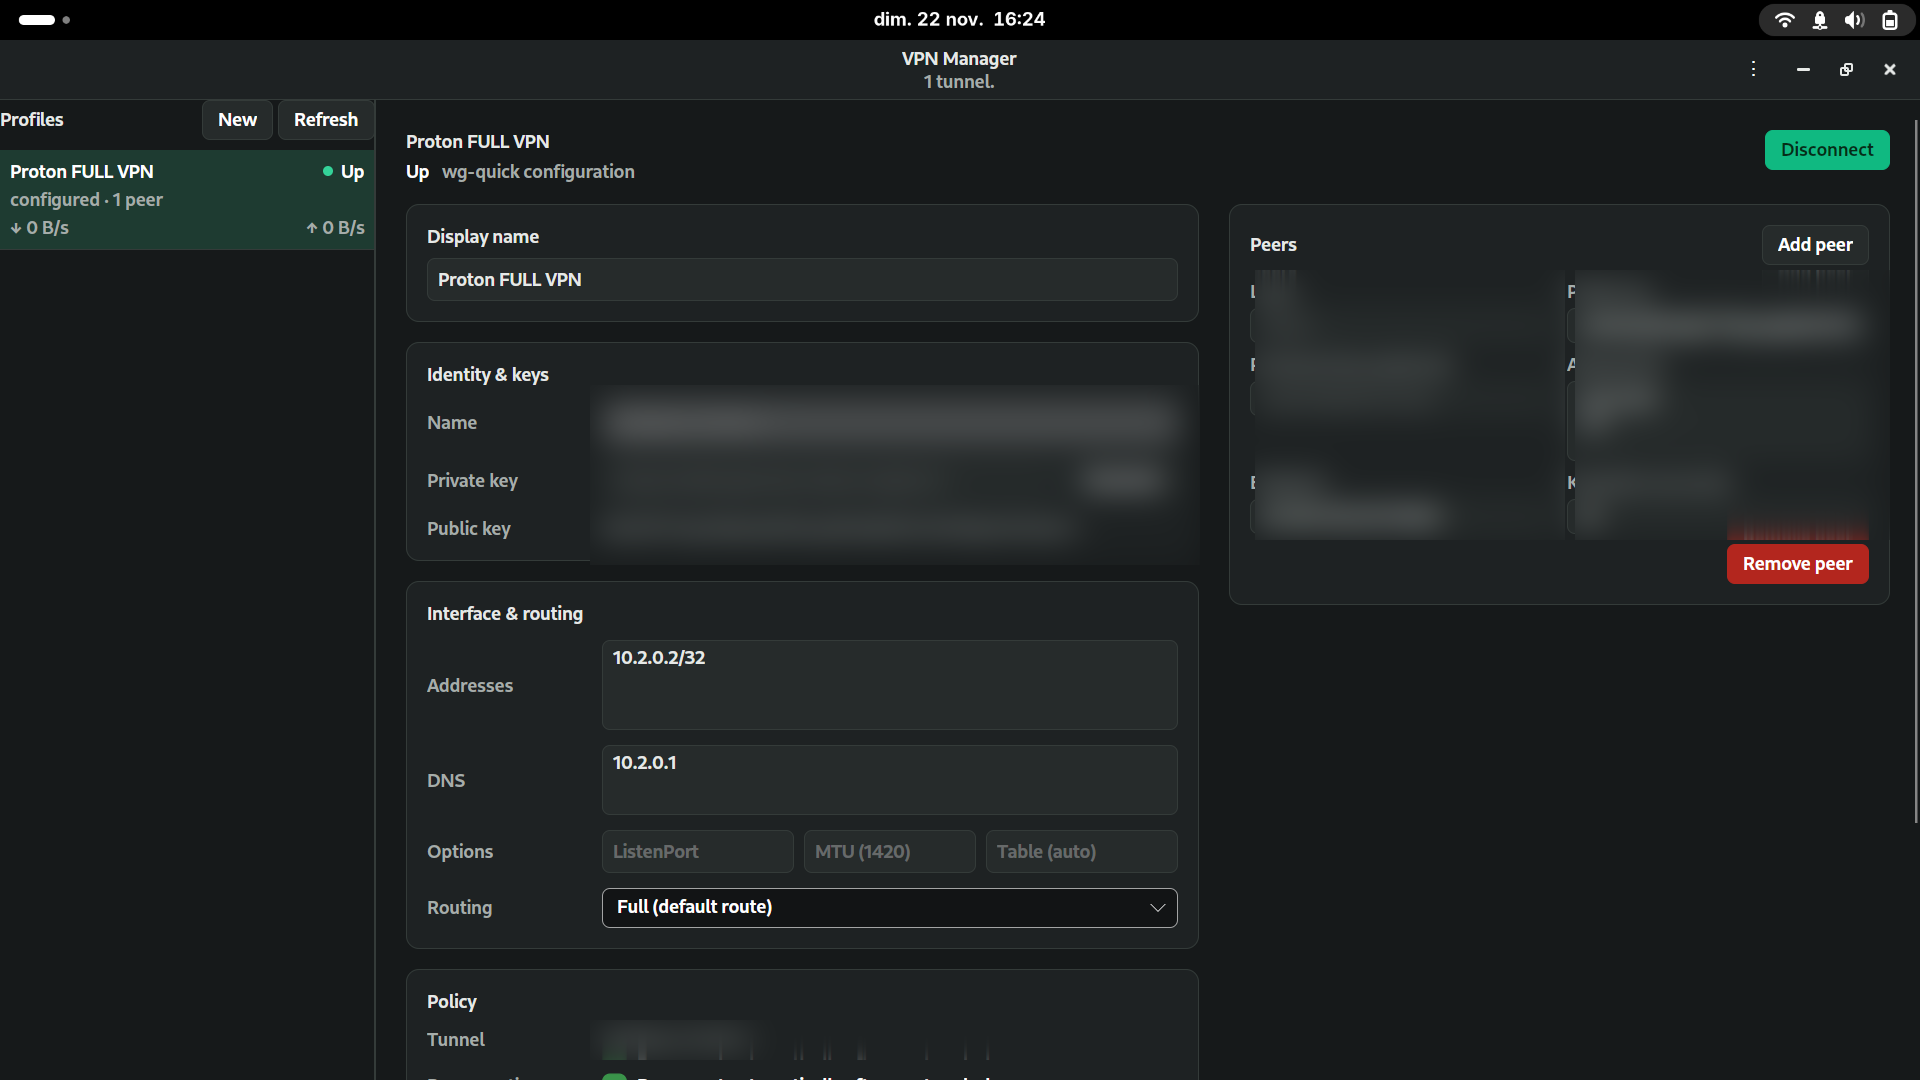 dim. 22 nov. 16:24
VPN Manager
1 tunnel.
Profiles
New
Refresh
Proton FULL VPN
Up
configured · 1 peer
↓ 0 B/s
↑ 0 B/s
Proton FULL VPN
Up wg-quick configuration
Disconnect
Display name
Proton FULL VPN
Identity & keys
Name
Private key
Public key
Interface & routing
Addresses
10.2.0.2/32
DNS
10.2.0.1
Options
ListenPort
MTU (1420)
Table (auto)
Routing
Full (default route)
Policy
Tunnel
Peers
Add peer
Remove peer